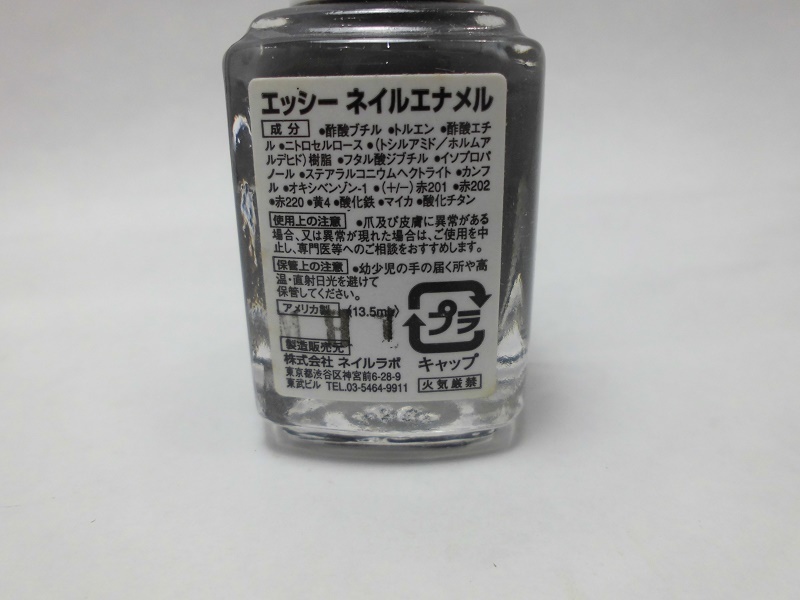 エッシー ネイルエナメル
成分 ●酢酸ブチル ●トルエン ●酢酸エチ
ル ●ニトロセルロース ●(トシルアミド／ホルムア
ルデヒド)樹脂 ●フタル酸ジブチル ●イソプロパ
ノール ●ステアラルコニウムヘクトライト ●カンフ
ル ●オキシベンゾン-1 ●(+/−)赤201 ●赤202
●赤220 ●黄4 ●酸化鉄 ●マイカ ●酸化チタン
使用上の注意 ●爪及び皮膚に異常がある
場合、又は異常が現れた場合は、ご使用を中
止し、専門医等へのご相談をおすすめします。
保管上の注意 ●幼少児の手の届く所や高
温・直射日光を避けて
保管してください。
アメリカ製 (13.5ml)
プラ
製造販売元
株式会社 ネイルラボ キャップ
東京都渋谷区神宮前6-28-9
東武ビル TEL.03-5464-9911 火気厳禁